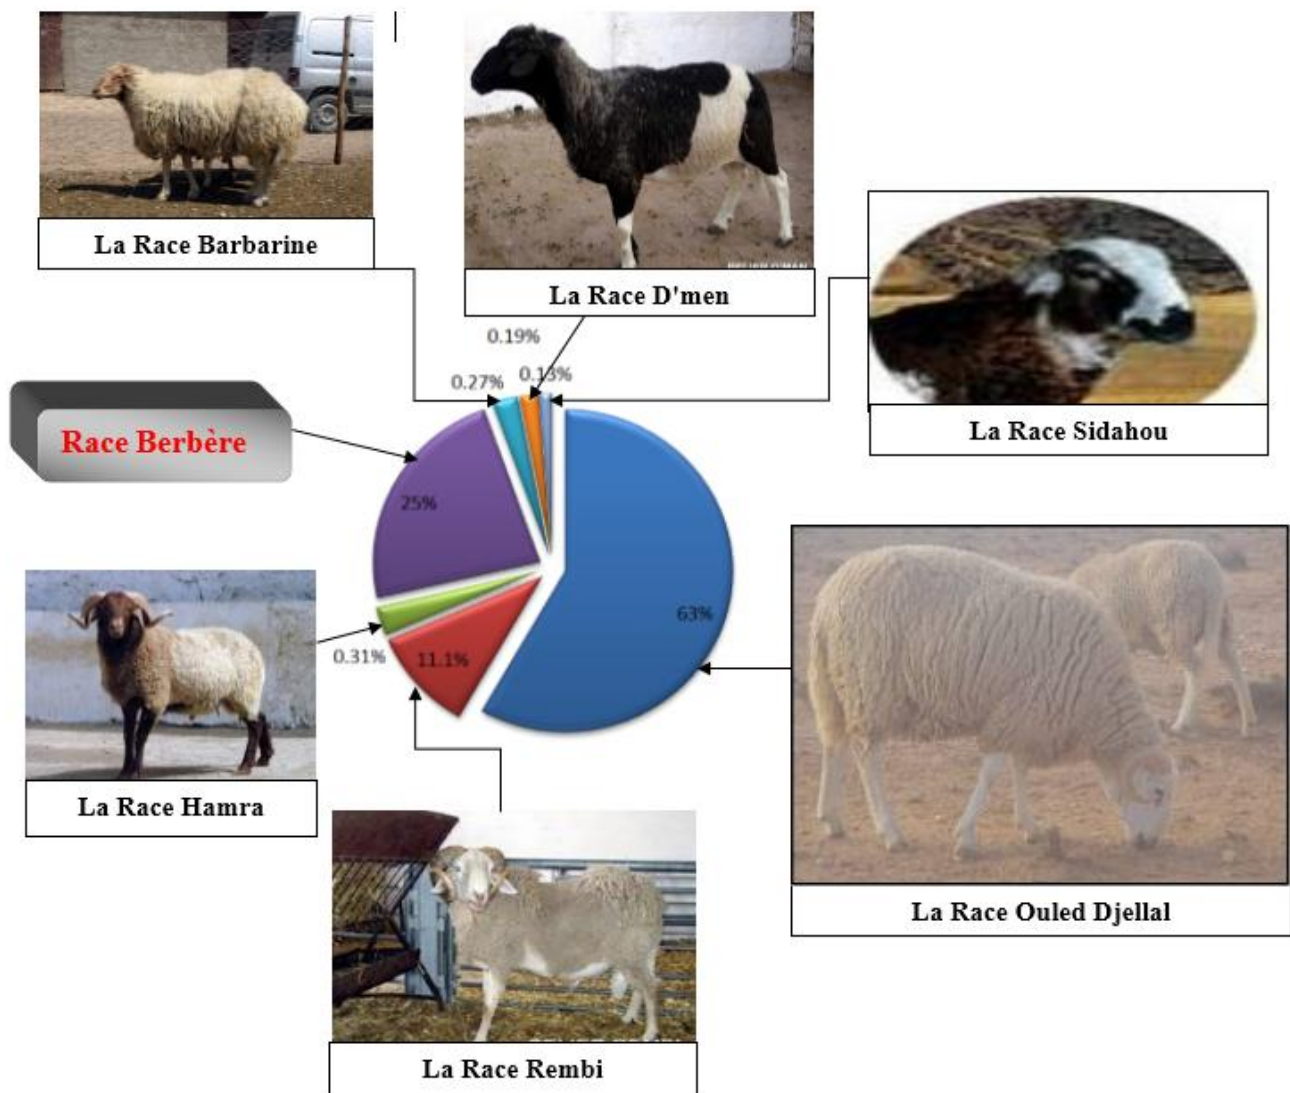 La Race Barbarine
La Race D'men
La Race Sidahou
0.19%
0.27%
0.13%
Race Berbère
25%
63%
0.31%
11.1%
La Race Hamra
La Race Ouled Djellal
La Race Rembi